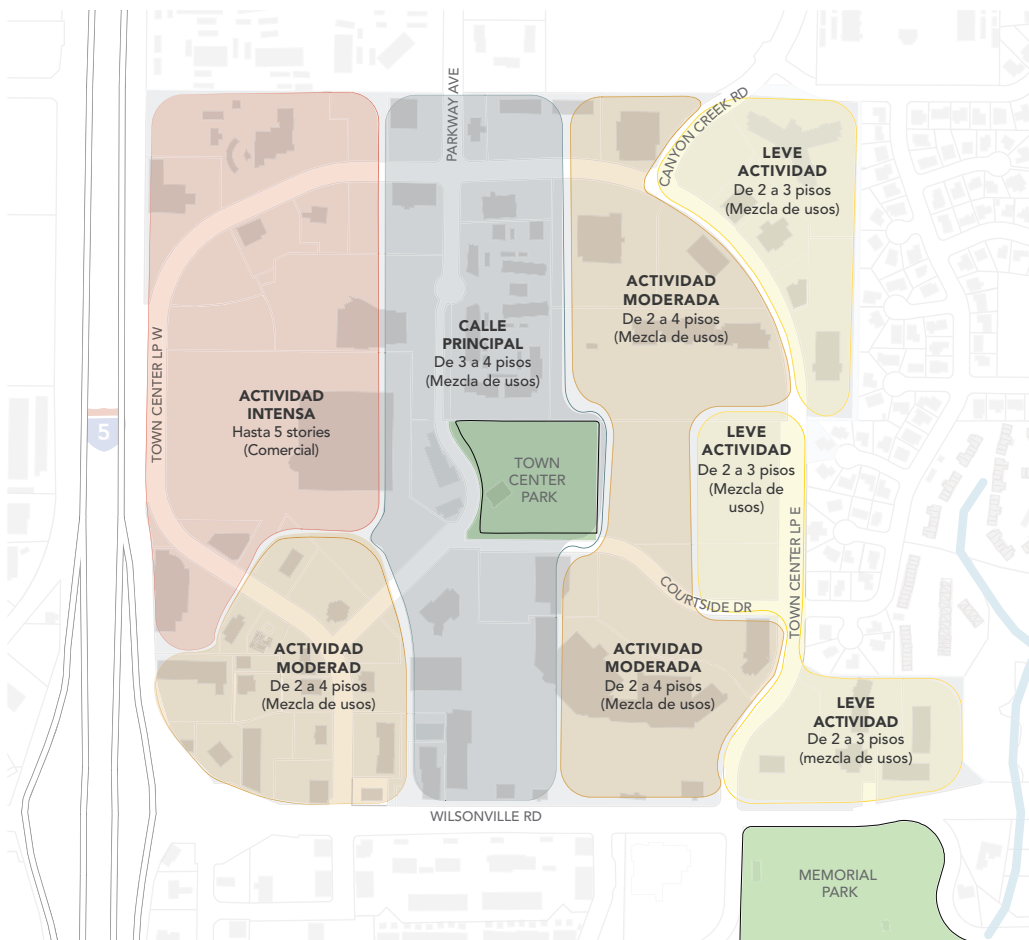 PARKWAY AVE
CANYON CREEK RD
LEVE
ACTIVIDAD
De 2 a 3 pisos
(Mezcla de usos)
ACTIVIDAD
MODERADA
De 2 a 4 pisos
(Mezcla de usos)
CALLE
PRINCIPAL
De 3 a 4 pisos
(Mezcla de usos)
TOWN CENTER LP W
5
ACTIVIDAD
INTENSA
Hasta 5 stories
(Comercial)
LEVE
ACTIVIDAD
De 2 a 3 pisos
(Mezcla de
usos)
TOWN
CENTER
PARK
TOWN CENTER LP E
COURTSIDE DR
ACTIVIDAD
MODERAD
De 2 a 4 pisos
(Mezcla de usos)
ACTIVIDAD
MODERADA
De 2 a 4 pisos
(Mezcla de usos)
LEVE
ACTIVIDAD
De 2 a 3 pisos
(mezcla de usos)
WILSONVILLE RD
MEMORIAL
PARK